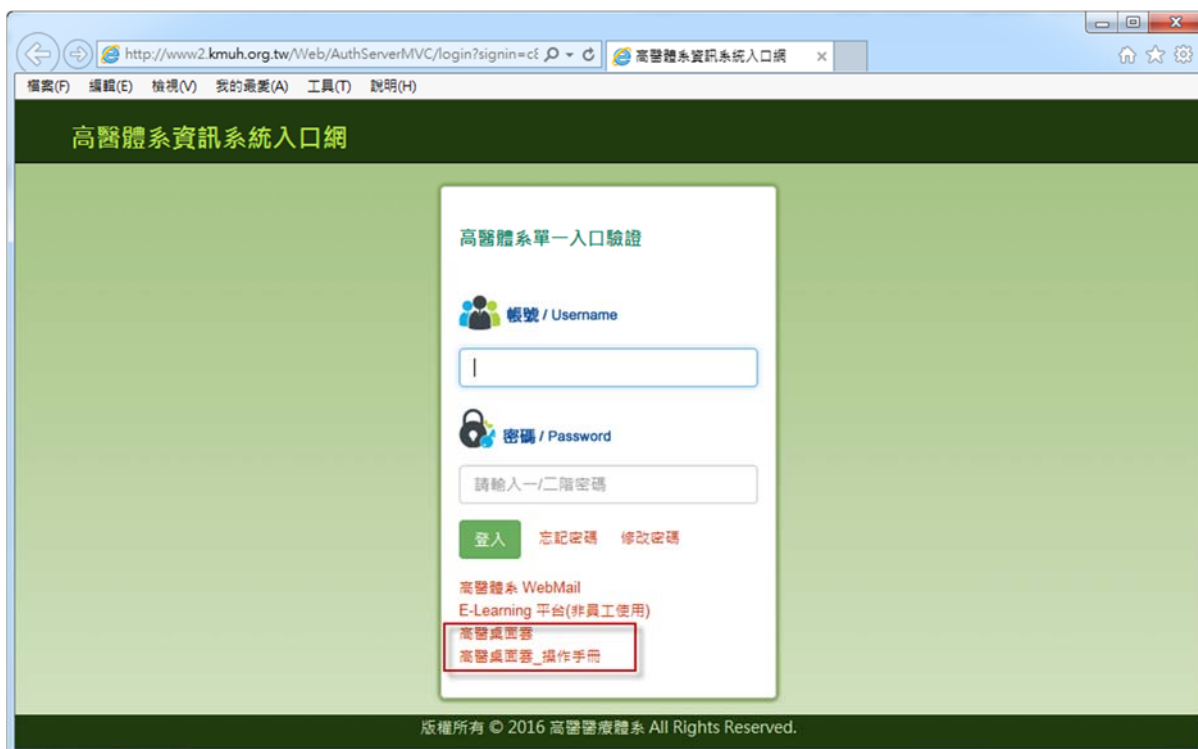 http://www2.kmuh.org.tw/Web/AuthServerMVC/login?signin=c8
高醫體系資訊系統入口網
檔案(F) 編輯(E) 檢視(V) 我的最愛(A) 工具(T) 說明(H)
高醫體系資訊系統入口網
高醫體系單一入口驗證
帳號 / Username
密碼 / Password
請輸入一/二階密碼
登入 忘記密碼 修改密碼
高醫體系 WebMail
E-Learning 平台(非員工使用)
高醫桌面雲
高醫桌面雲_操作手冊
版權所有 © 2016 高醫醫療體系 All Rights Reserved.